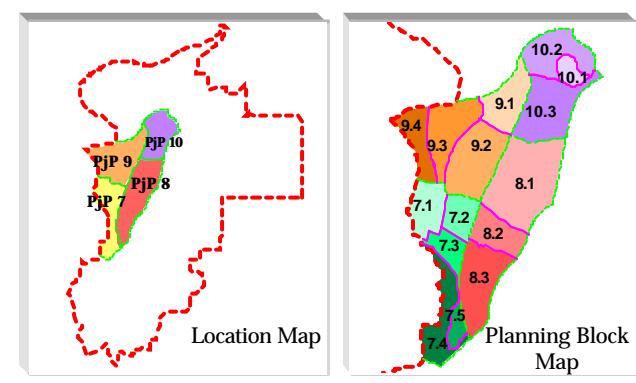 PjP 10
PjP 9
PjP 8
PjP 7
Location Map
10.2
10.1
9.1
10.3
9.4
9.3
9.2
8.1
7.1
7.2
8.2
7.3
8.3
7.5
7.4
Planning Block
Map